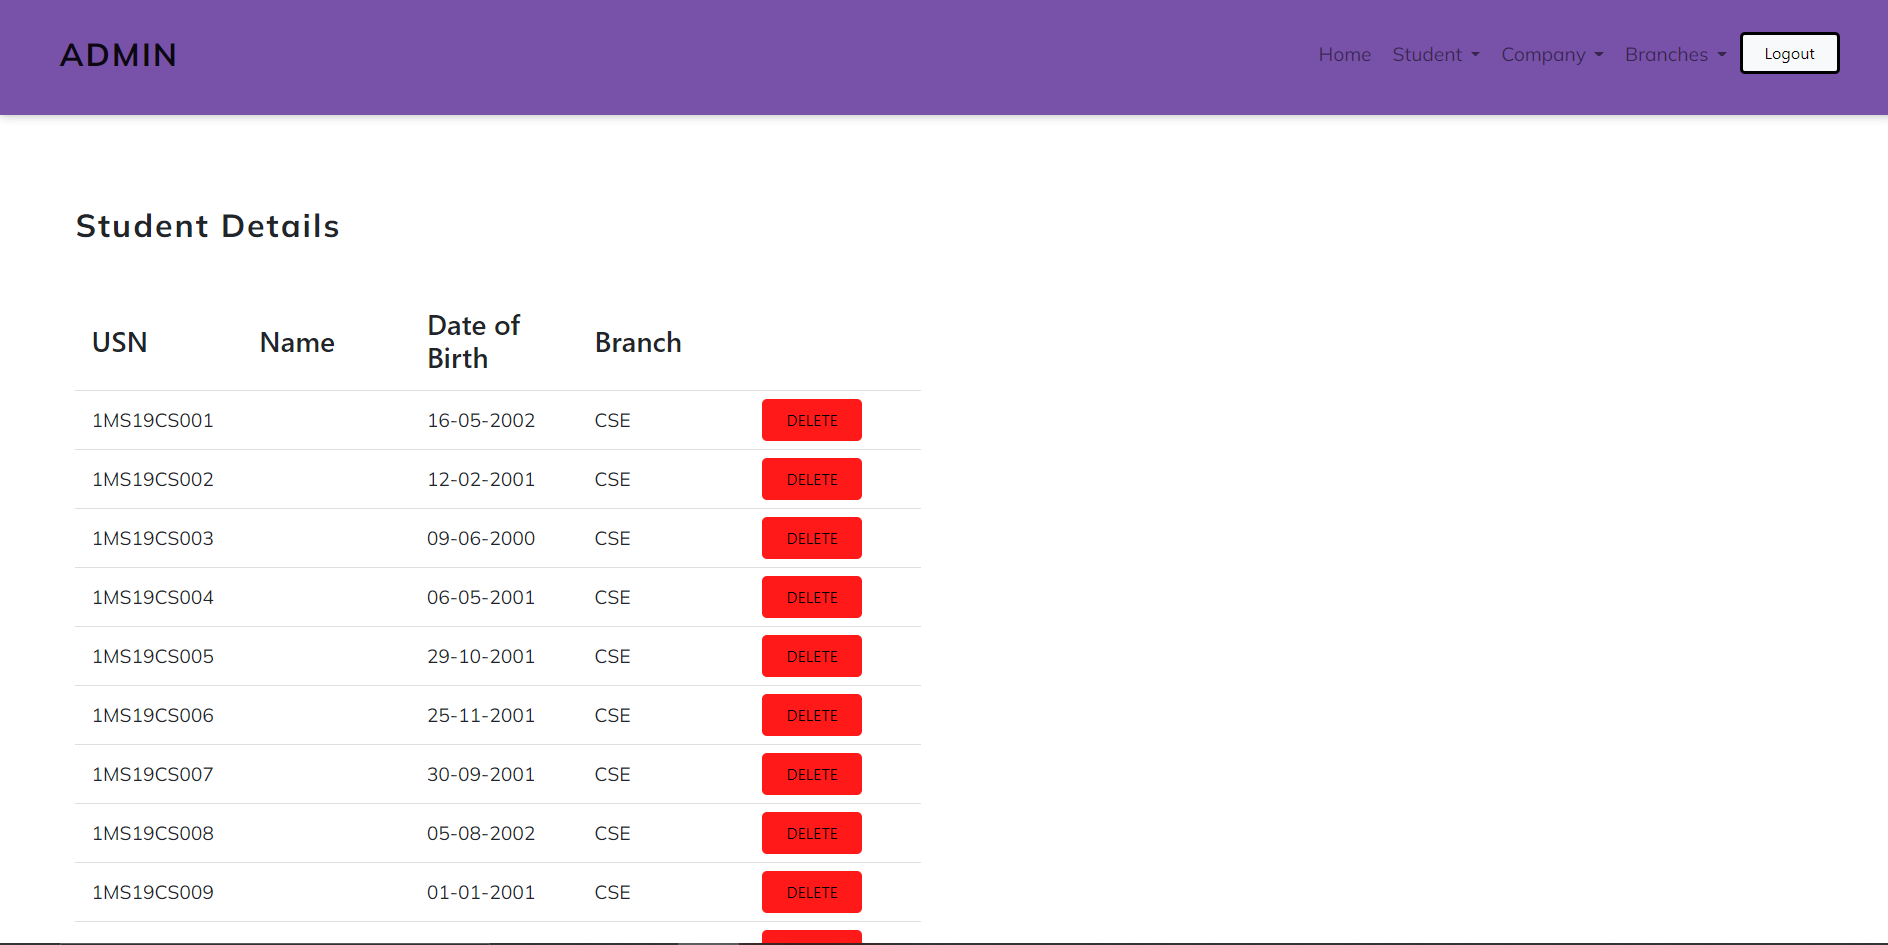 ADMIN
Home Student Company Branches Logout
Student Details
USN Name Date of Birth Branch
1MS19CS001 16-05-2002 CSE DELETE
1MS19CS002 12-02-2001 CSE DELETE
1MS19CS003 09-06-2000 CSE DELETE
1MS19CS004 06-05-2001 CSE DELETE
1MS19CS005 29-10-2001 CSE DELETE
1MS19CS006 25-11-2001 CSE DELETE
1MS19CS007 30-09-2001 CSE DELETE
1MS19CS008 05-08-2002 CSE DELETE
1MS19CS009 01-01-2001 CSE DELETE